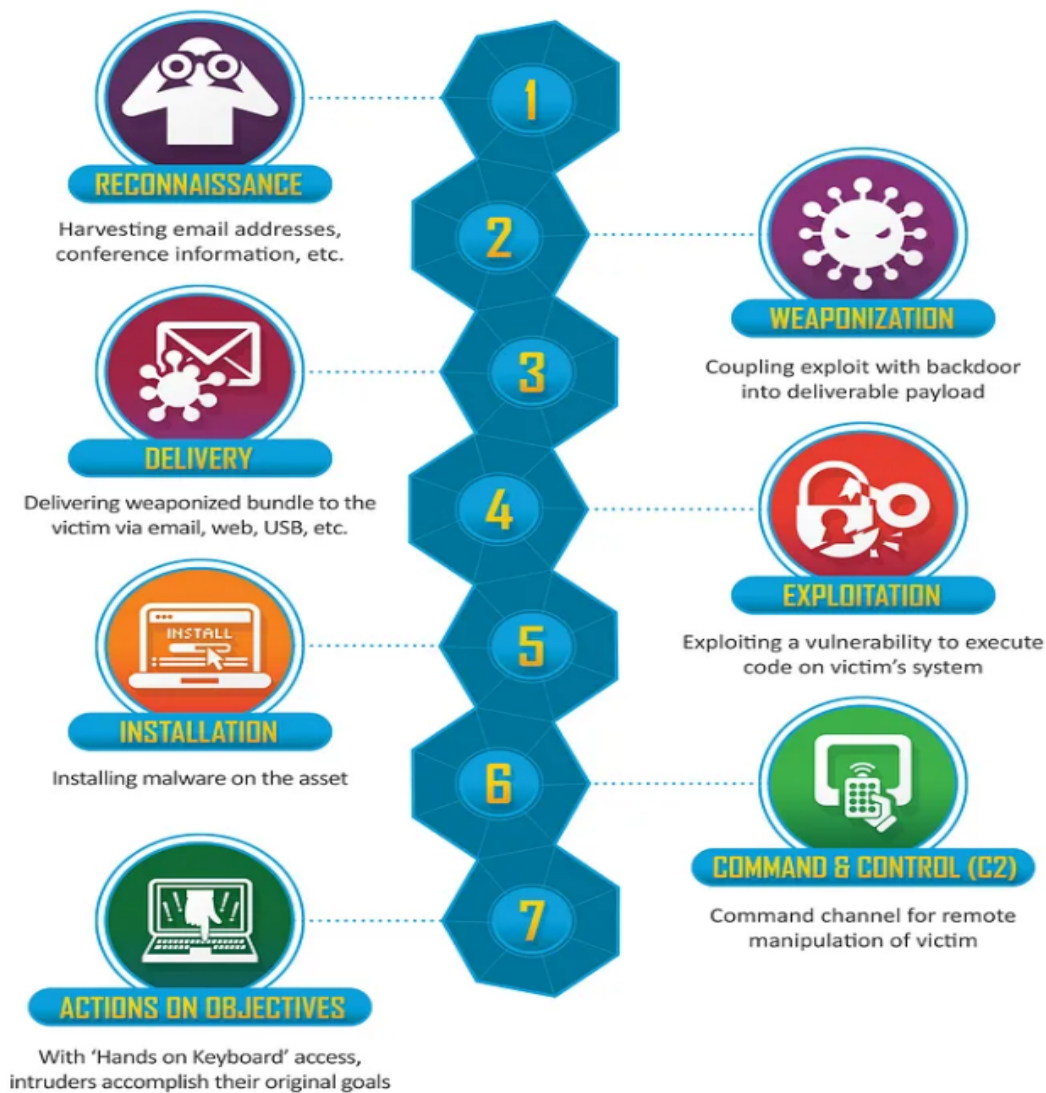 1
RECONNAISSANCE
Harvesting email addresses,
conference information, etc.
2
WEAPONIZATION
Coupling exploit with backdoor
into deliverable payload
3
DELIVERY
Delivering weaponized bundle to the
victim via email, web, USB, etc.
4
EXPLOITATION
Exploiting a vulnerability to execute
code on victim's system
5
INSTALL
INSTALLATION
Installing malware on the asset
6
COMMAND & CONTROL (C2)
Command channel for remote
manipulation of victim
7
ACTIONS ON OBJECTIVES
With 'Hands on Keyboard' access,
intruders accomplish their original goals